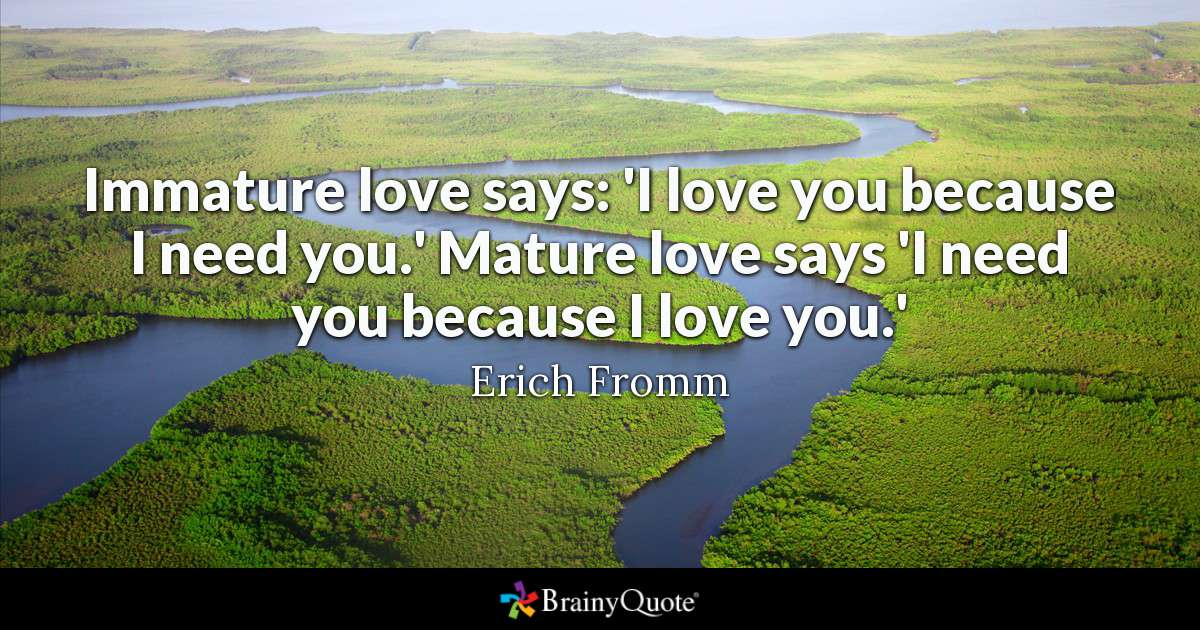 Immature love says: 'I love you because
I need you.' Mature love says 'I need
you because I love you.'
Erich Fromm
BrainyQuote®